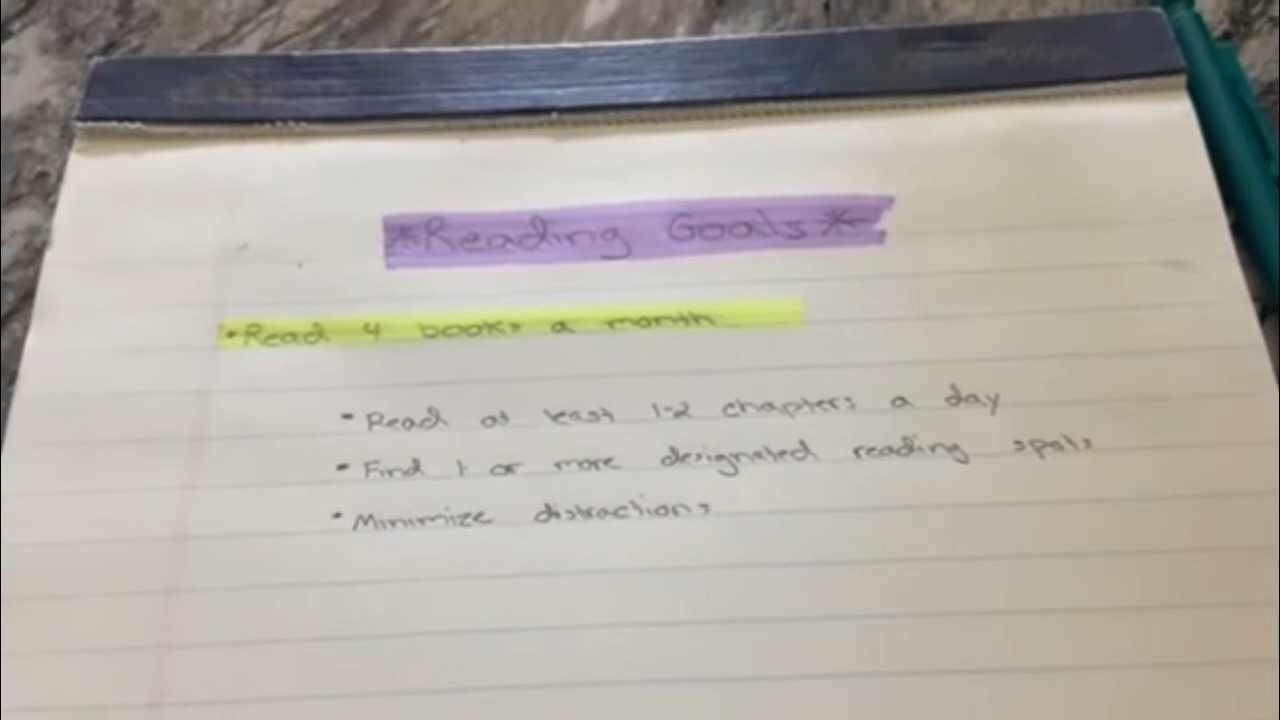 *Reading Goals*
• Read 4 books a month
• Read at least 1-2 chapters a day
• Find 1 or more designated reading spots
• Minimize distractions